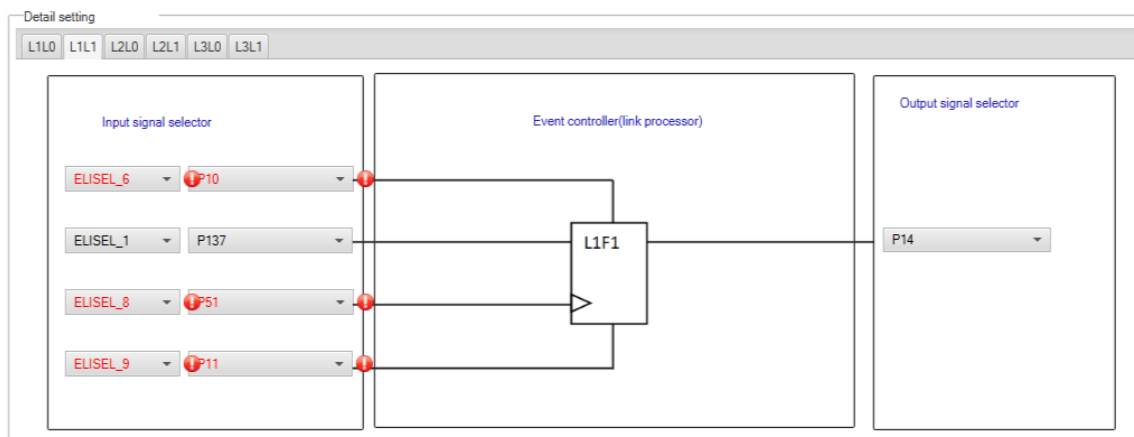 Detail setting
L1L0 L1L1 L2L0 L2L1 L3L0 L3L1
Input signal selector
Event controller(link processor)
Output signal selector
ELISEL_6 P10
ELISEL_1 P137
L1F1
P14
ELISEL_8 P51
ELISEL_9 P11